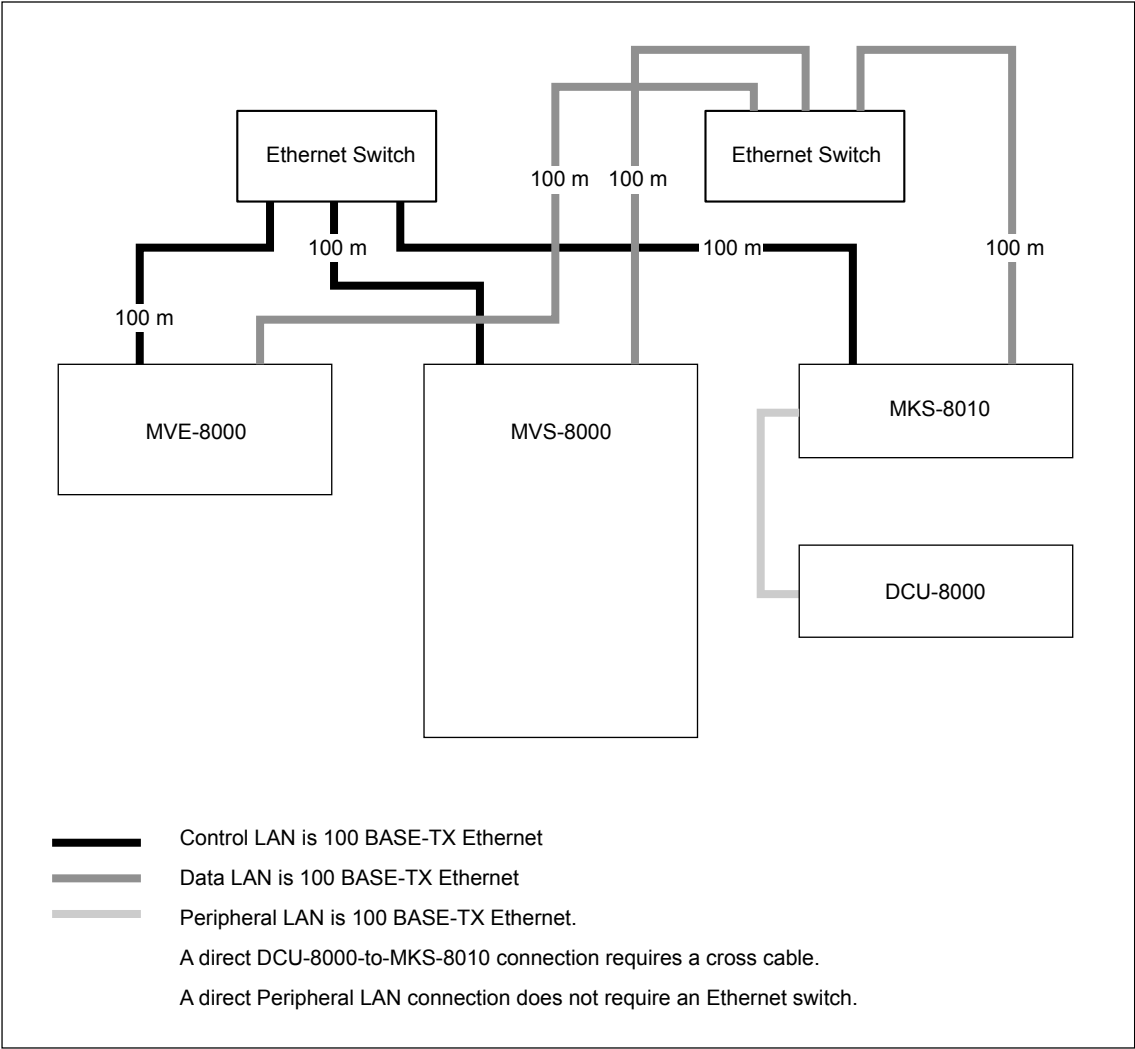 Ethernet Switch
Ethernet Switch
100 m
100 m
100 m
100 m
100 m
100 m
MVE-8000
MVS-8000
MKS-8010
DCU-8000
Control LAN is 100 BASE-TX Ethernet
Data LAN is 100 BASE-TX Ethernet
Peripheral LAN is 100 BASE-TX Ethernet.
A direct DCU-8000-to-MKS-8010 connection requires a cross cable.
A direct Peripheral LAN connection does not require an Ethernet switch.